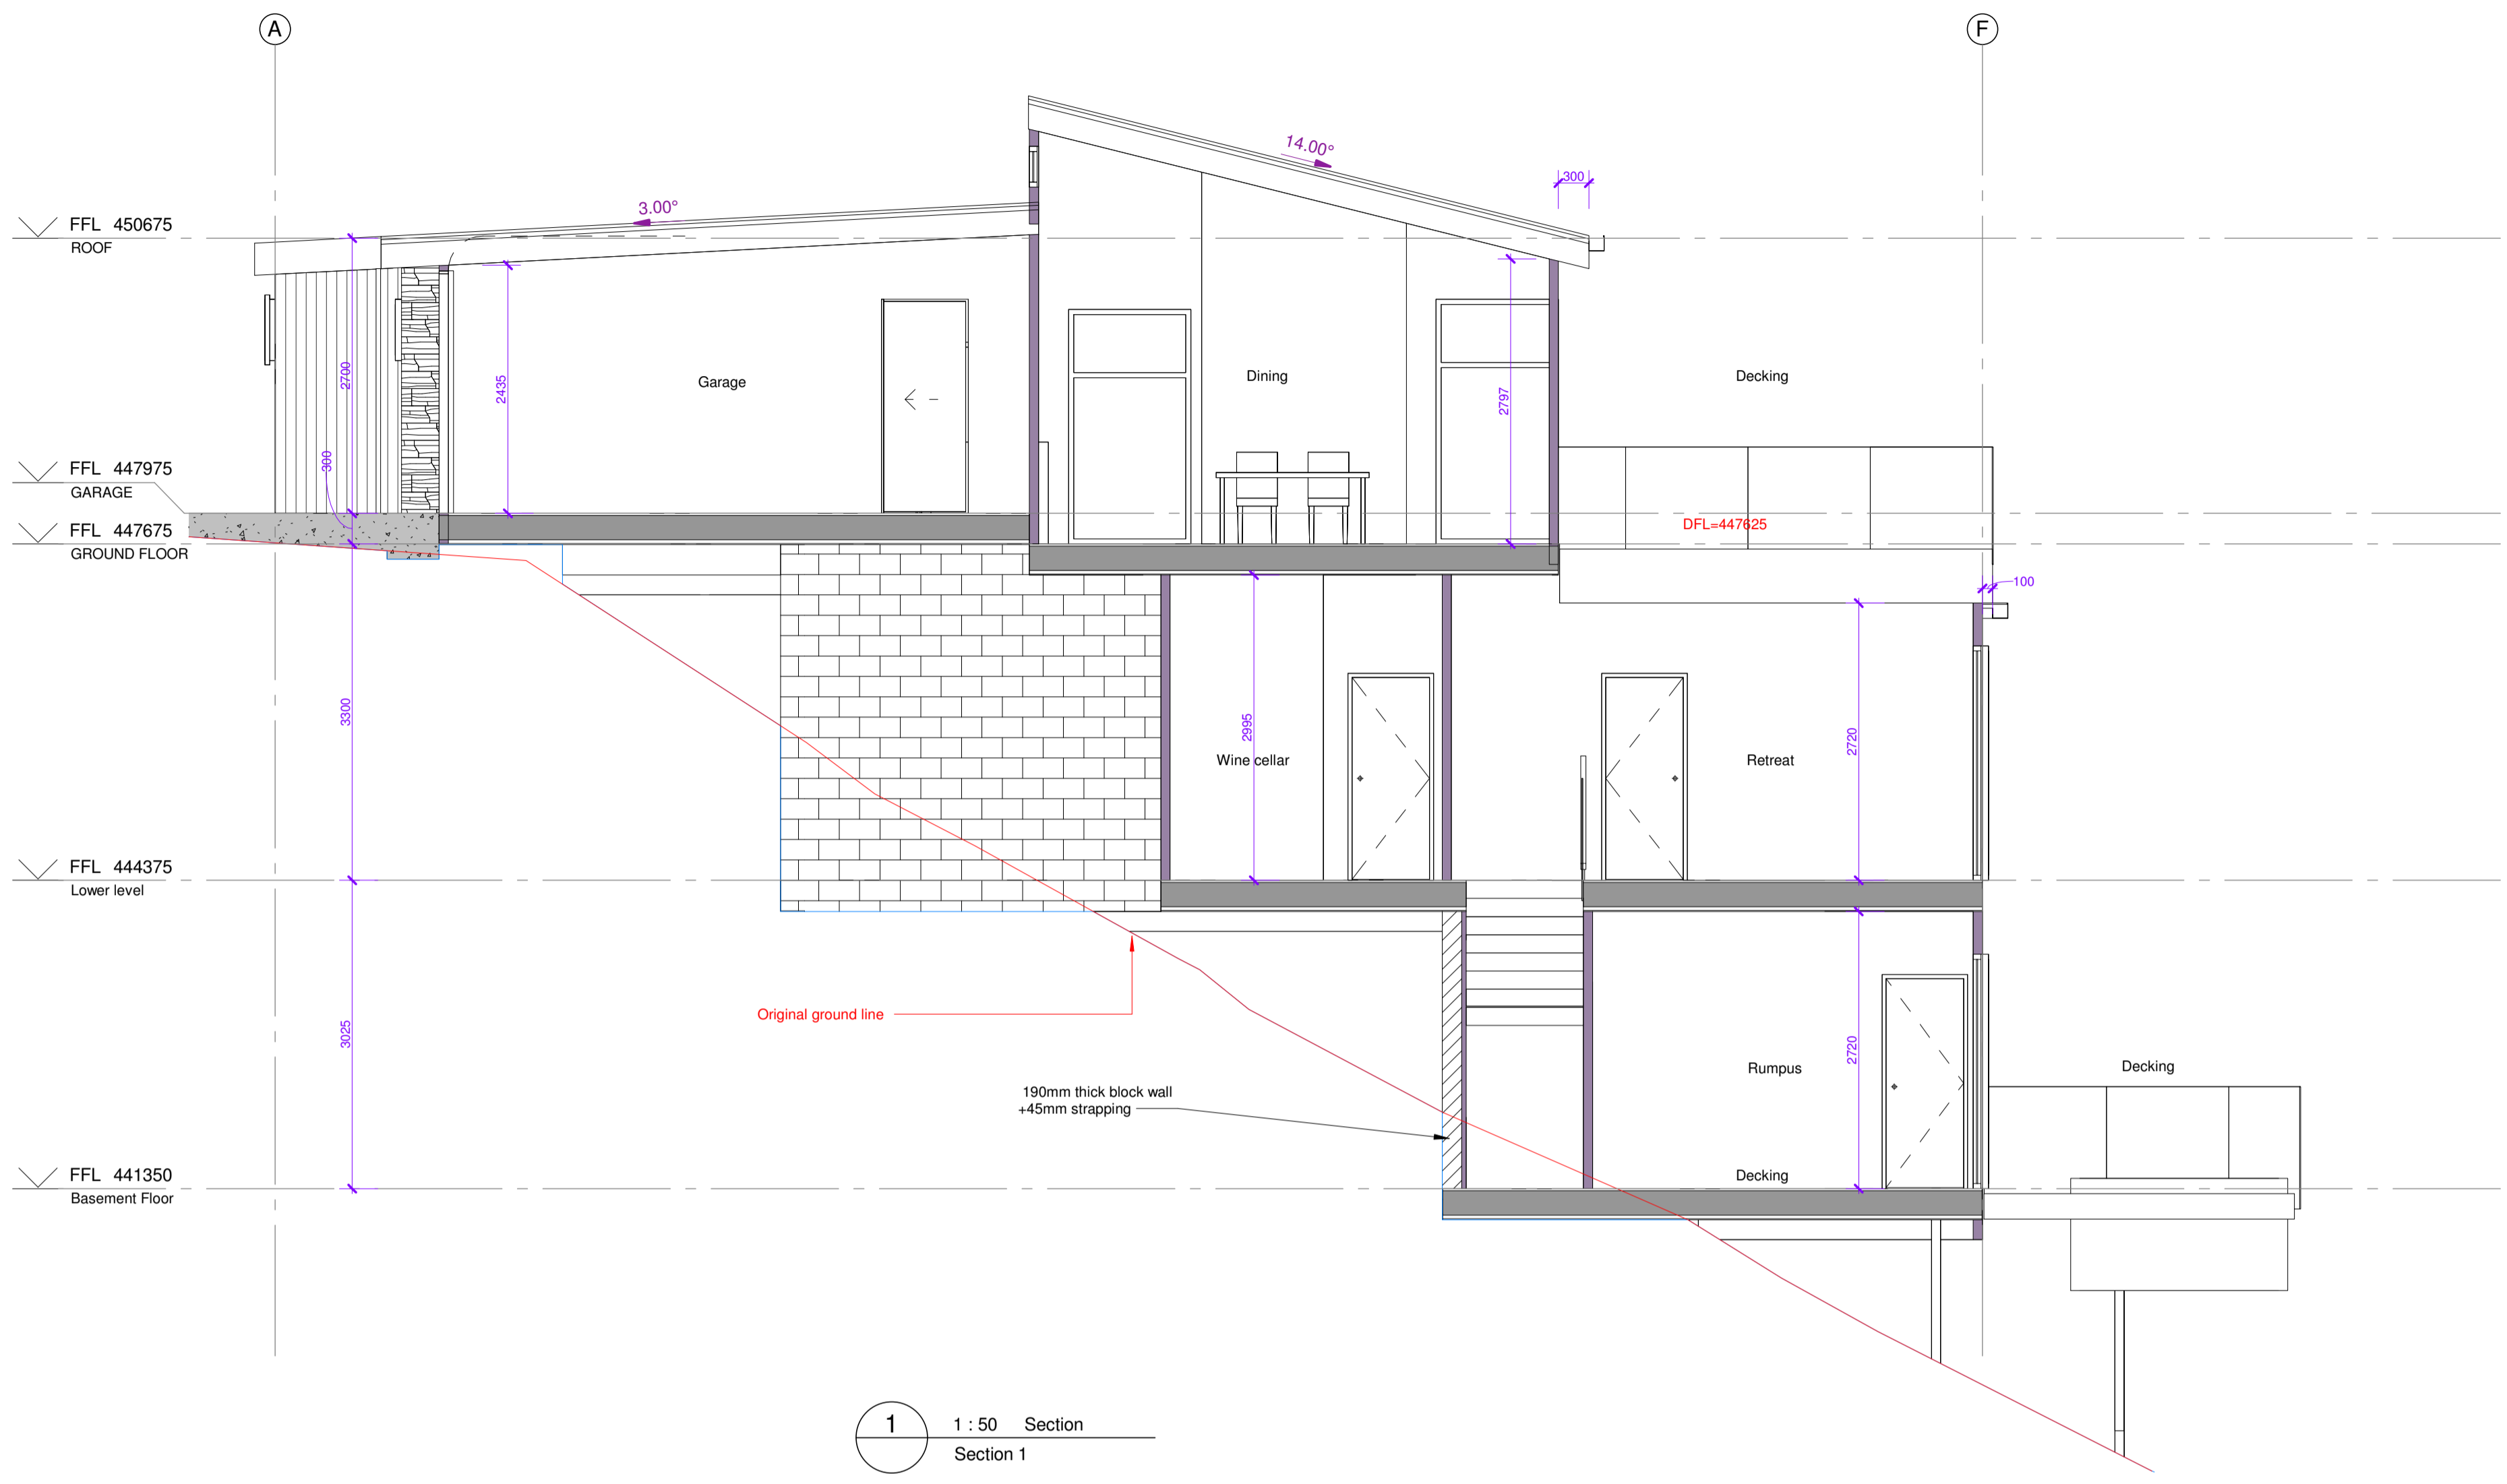 A
F
14.00°
300
3.00°
FFL 450675
ROOF
2700
2435
Garage
Dining
2797
Decking
300
FFL 447975
GARAGE
FFL 447675
GROUND FLOOR
DFL=447625
100
3300
2995
Wine cellar
2720
Retreat
FFL 444375
Lower level
Original ground line
3025
2720
Rumpus
Decking
190mm thick block wall
+45mm strapping
Decking
FFL 441350
Basement Floor
1
1 : 50 Section
Section 1